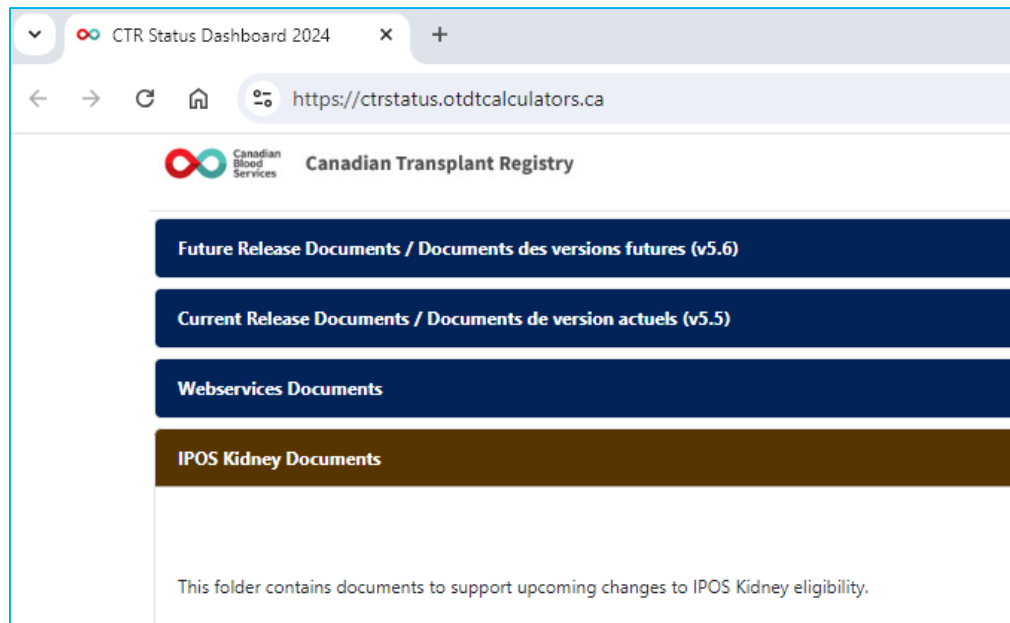 CTR Status Dashboard 2024
https://ctrstatus.otdtcalculators.ca
Canadian
Blood
Services
Canadian Transplant Registry
Future Release Documents / Documents des versions futures (v5.6)
Current Release Documents / Documents de version actuels (v5.5)
Webservices Documents
IPOS Kidney Documents
This folder contains documents to support upcoming changes to IPOS Kidney eligibility.